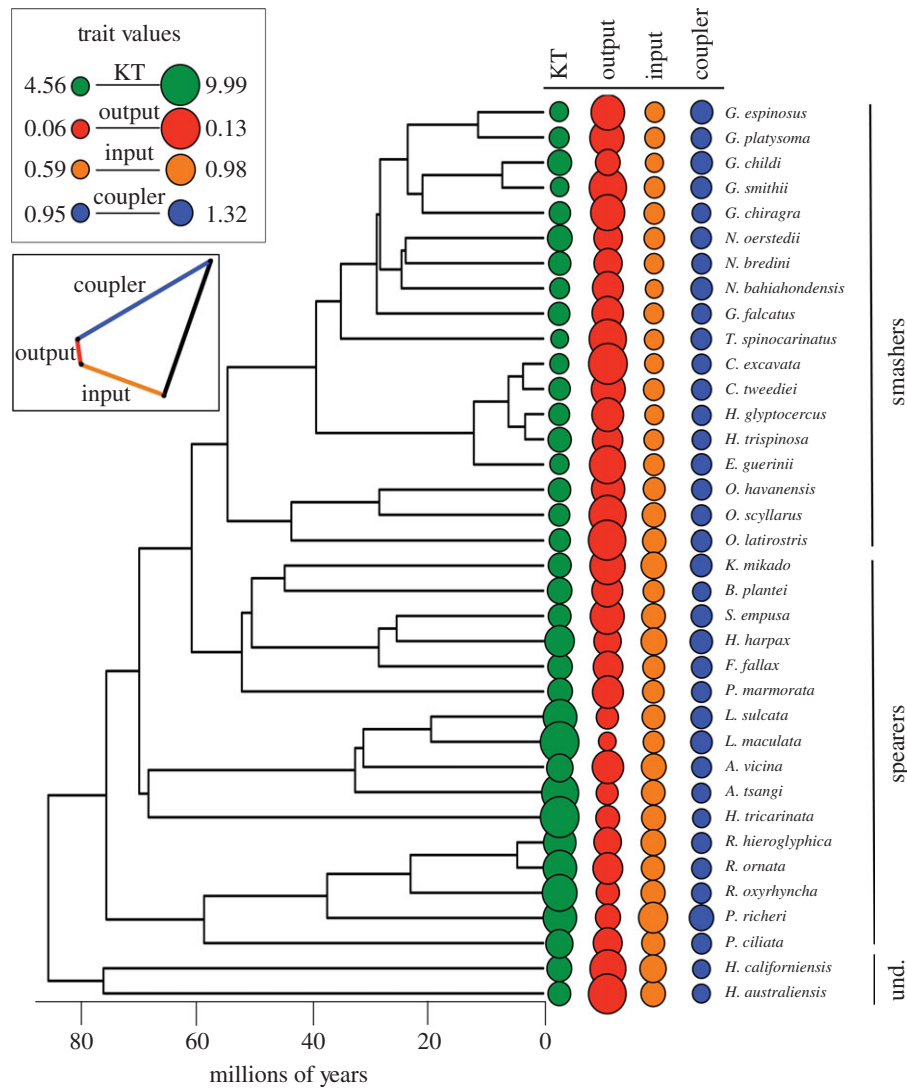 trait values
4.56 KT 9.99
0.06 output 0.13
0.59 input 0.98
0.95 coupler 1.32
coupler
output
input
KT
output
input
coupler
G. espinosus
G. platysoma
G. childi
G. smithii
G. chiragra
N. oerstedii
N. bredini
N. bahiahondensis
G. falcatus
T. spinocarinatus
C. excavata
C. tweediei
H. glyptocercus
H. trispinosa
E. guerinii
O. havanensis
O. scyllarus
O. latirostris
K. mikado
B. plantei
S. empusa
H. harpax
F. fallax
P. marmorata
L. sulcata
L. maculata
A. vicina
A. tsangi
H. tricarinata
R. hieroglyphica
R. ornata
R. oxyrhyncha
P. richeri
P. ciliata
H. californiensis
H. australiensis
smashers
spearers
und.
80 60 40 20 0
millions of years